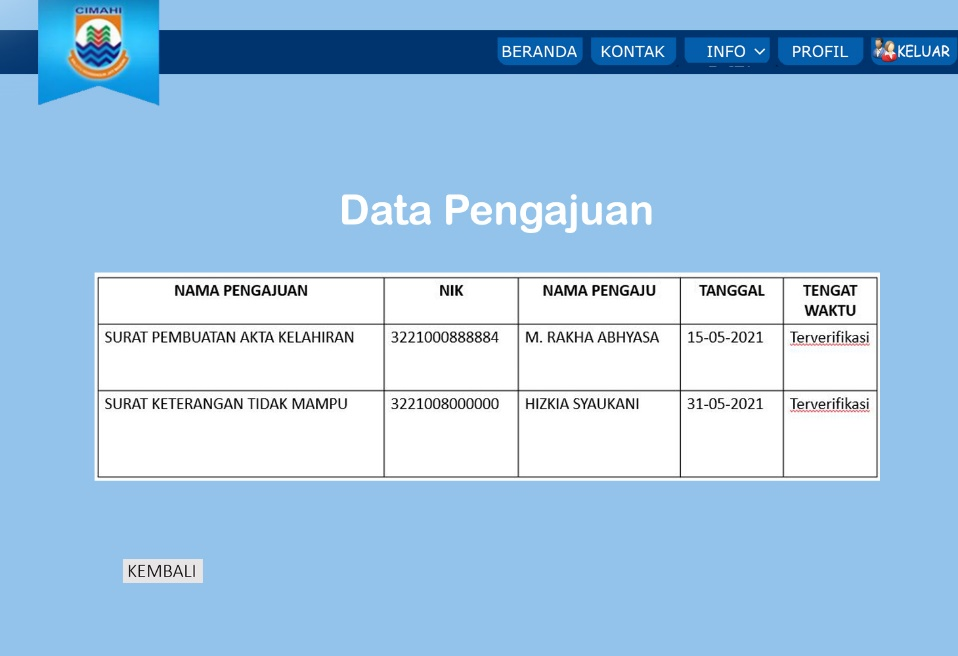 CIMAHI
BERANDA KONTAK INFO PROFIL KELUAR
Data Pengajuan
NAMA PENGAJUAN NIK NAMA PENGAJU TANGGAL TENGAT
WAKTU
SURAT PEMBUATAN AKTA KELAHIRAN 3221000888884 M. RAKHA ABHYASA 15-05-2021 Terverifikasi
SURAT KETERANGAN TIDAK MAMPU 3221008000000 HIZKIA SYAUKANI 31-05-2021 Terverifikasi
KEMBALI